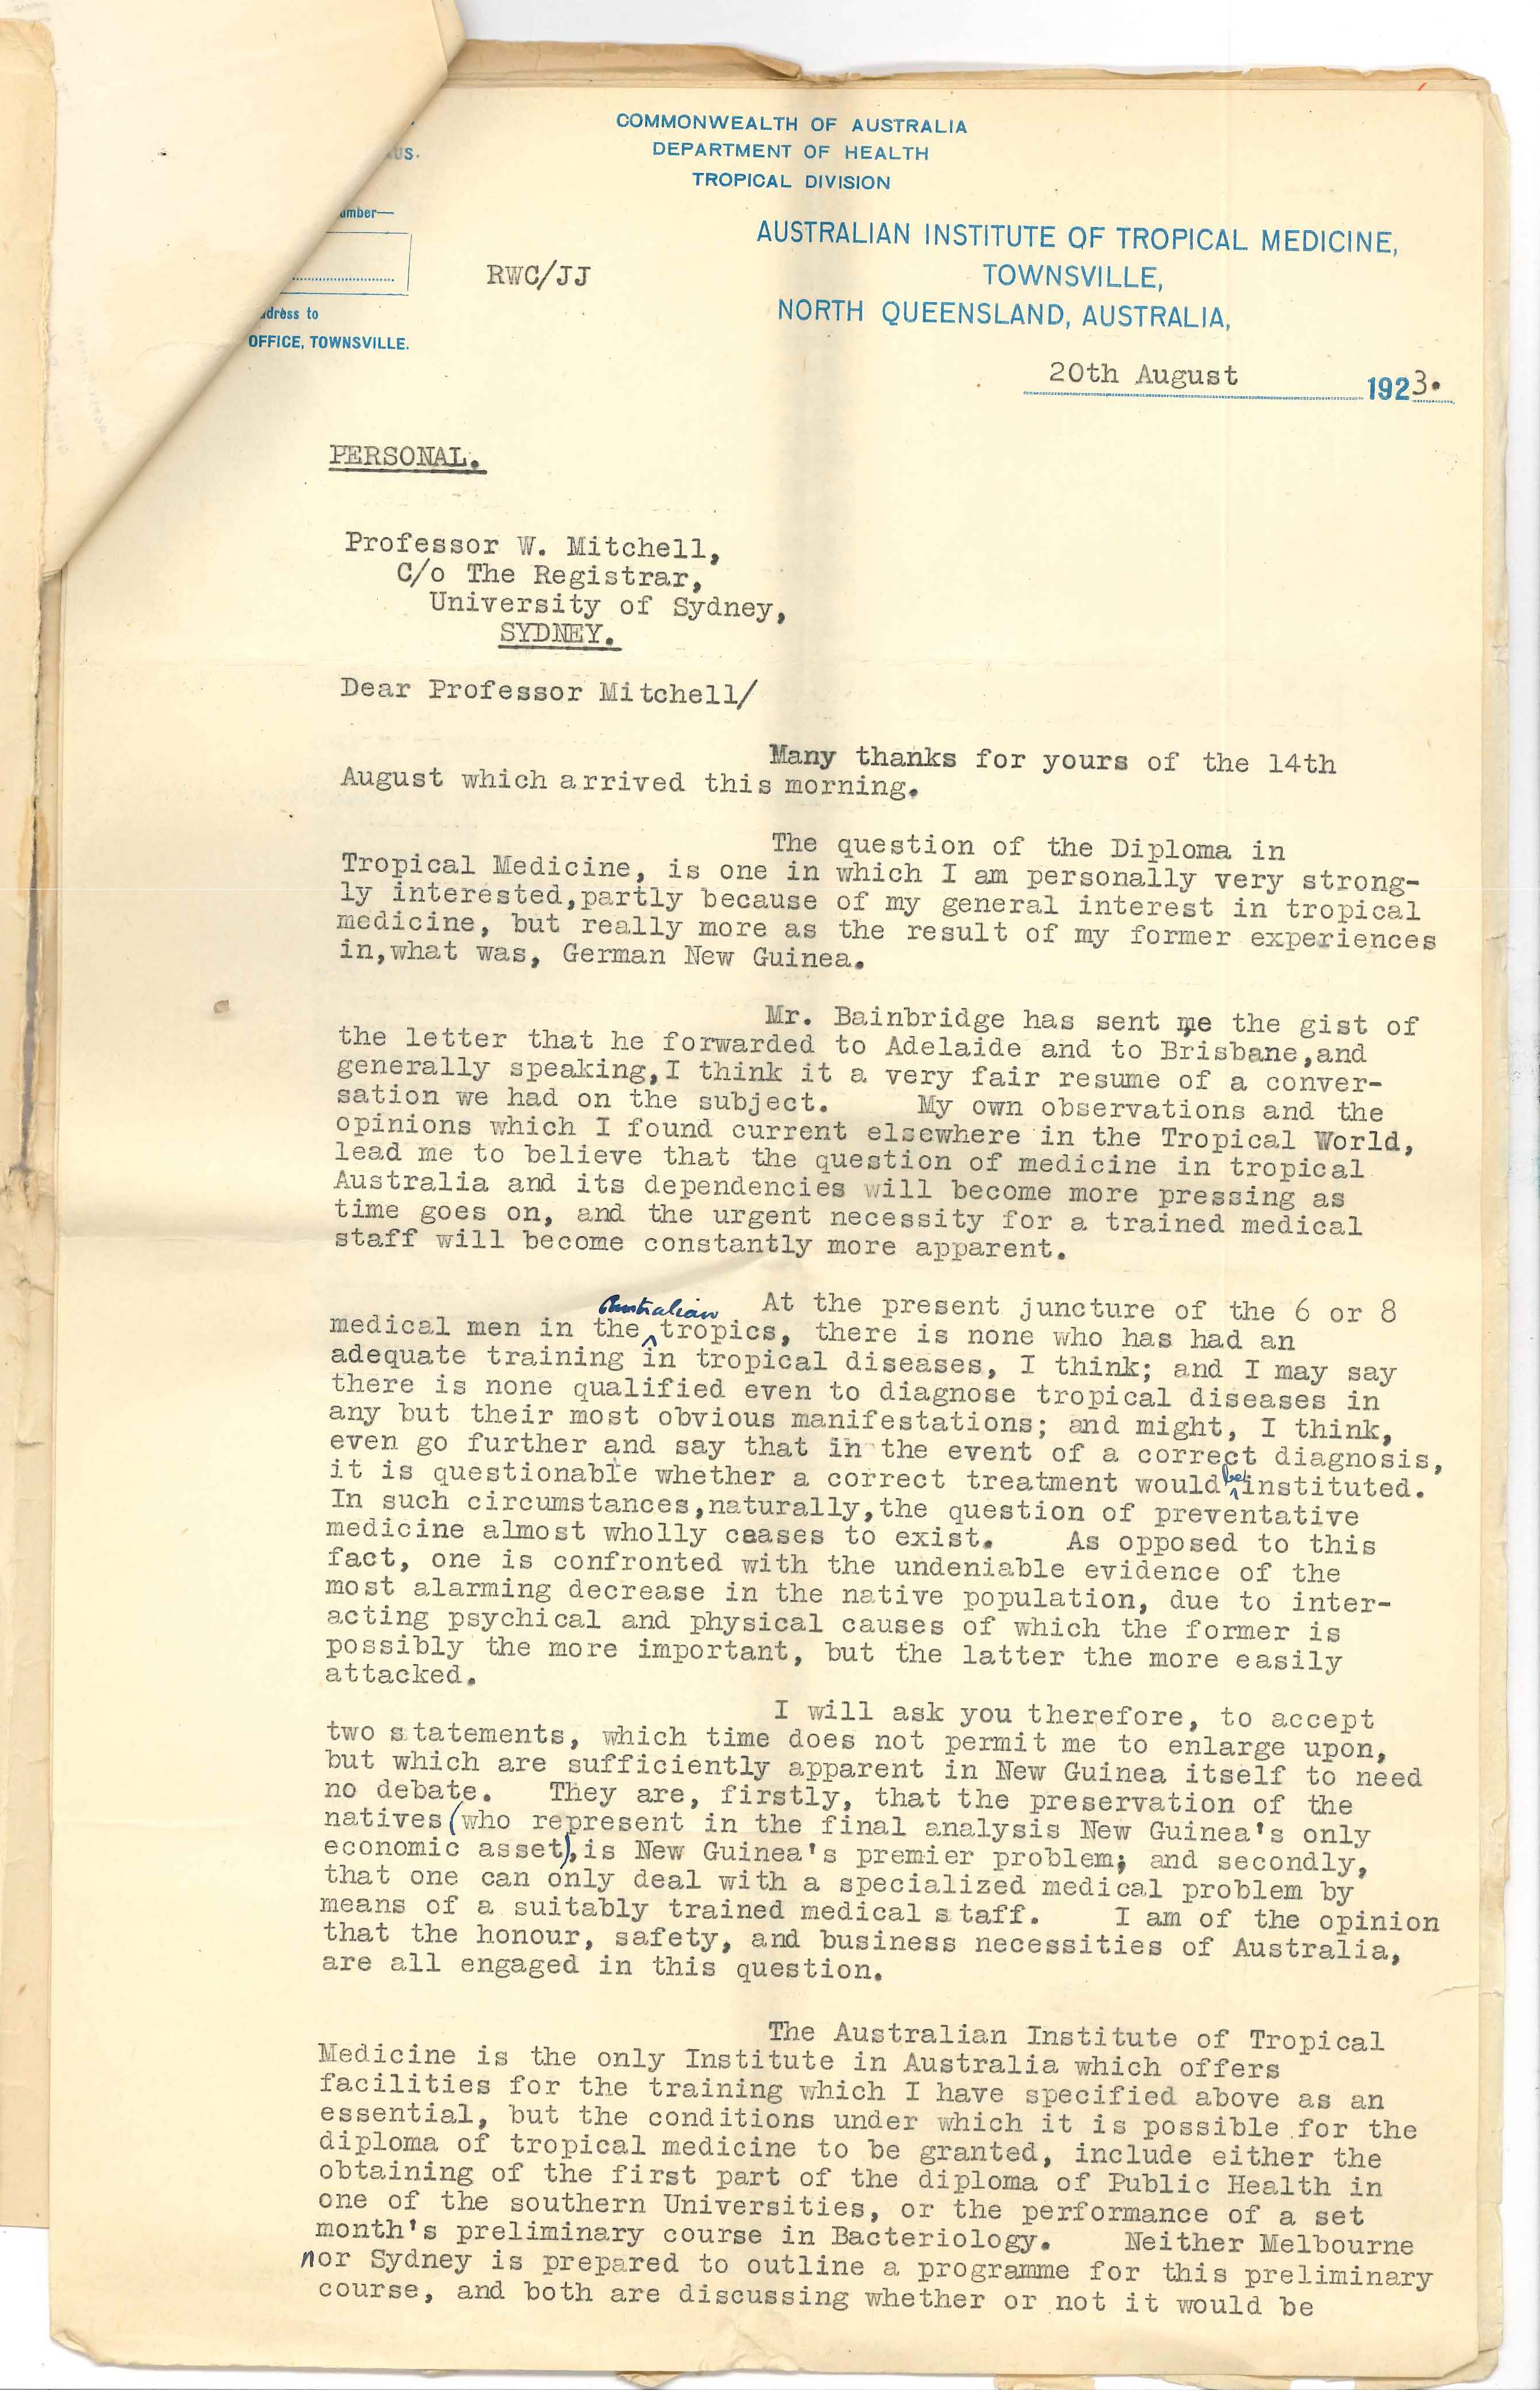 COMMONWEALTH OF AUSTRALIA
DEPARTMENT OF HEALTH
TROPICAL DIVISION
US.
umber—
dress to
OFFICE, TOWNSVILLE.
RWC/JJ
AUSTRALIAN INSTITUTE OF TROPICAL MEDICINE,
TOWNSVILLE,
NORTH QUEENSLAND, AUSTRALIA,
20th August 1923.
PERSONAL.
Professor W. Mitchell,
C/o The Registrar,
University of Sydney,
SYDNEY.
Dear Professor Mitchell/
Many thanks for yours of the 14th
August which arrived this morning.
The question of the Diploma in
Tropical Medicine, is one in which I am personally very strong-
ly interested,partly because of my general interest in tropical
medicine, but really more as the result of my former experiences
in,what was, German New Guinea.
Mr. Bainbridge has sent me the gist of
the letter that he forwarded to Adelaide and to Brisbane,and
generally speaking,I think it a very fair resume of a conver-
sation we had on the subject. My own observations and the
opinions which I found current elsewhere in the Tropical World,
lead me to believe that the question of medicine in tropical
Australia and its dependencies will become more pressing as
time goes on, and the urgent necessity for a trained medical
staff will become constantly more apparent.
At the present juncture of the 6 or 8
medical men in the Australian tropics, there is none who has had an
adequate training in tropical diseases, I think; and I may say
there is none qualified even to diagnose tropical diseases in
any but their most obvious manifestations; and might, I think,
even go further and say that in the event of a correct diagnosis,
it is questionable whether a correct treatment would be instituted.
In such circumstances,naturally,the question of preventative
medicine almost wholly ceases to exist. As opposed to this
fact, one is confronted with the undeniable evidence of the
most alarming decrease in the native population, due to inter-
acting psychical and physical causes of which the former is
possibly the more important, but the latter the more easily
attacked.
I will ask you therefore, to accept
two statements, which time does not permit me to enlarge upon,
but which are sufficiently apparent in New Guinea itself to need
no debate. They are, firstly, that the preservation of the
natives(who represent in the final analysis New Guinea's only
economic asset),is New Guinea's premier problem; and secondly,
that one can only deal with a specialized medical problem by
means of a suitably trained medical staff. I am of the opinion
that the honour, safety, and business necessities of Australia,
are all engaged in this question.
The Australian Institute of Tropical
Medicine is the only Institute in Australia which offers
facilities for the training which I have specified above as an
essential, but the conditions under which it is possible for the
diploma of tropical medicine to be granted, include either the
obtaining of the first part of the diploma of Public Health in
one of the southern Universities, or the performance of a set
month's preliminary course in Bacteriology. Neither Melbourne
nor Sydney is prepared to outline a programme for this preliminary
course, and both are discussing whether or not it would be